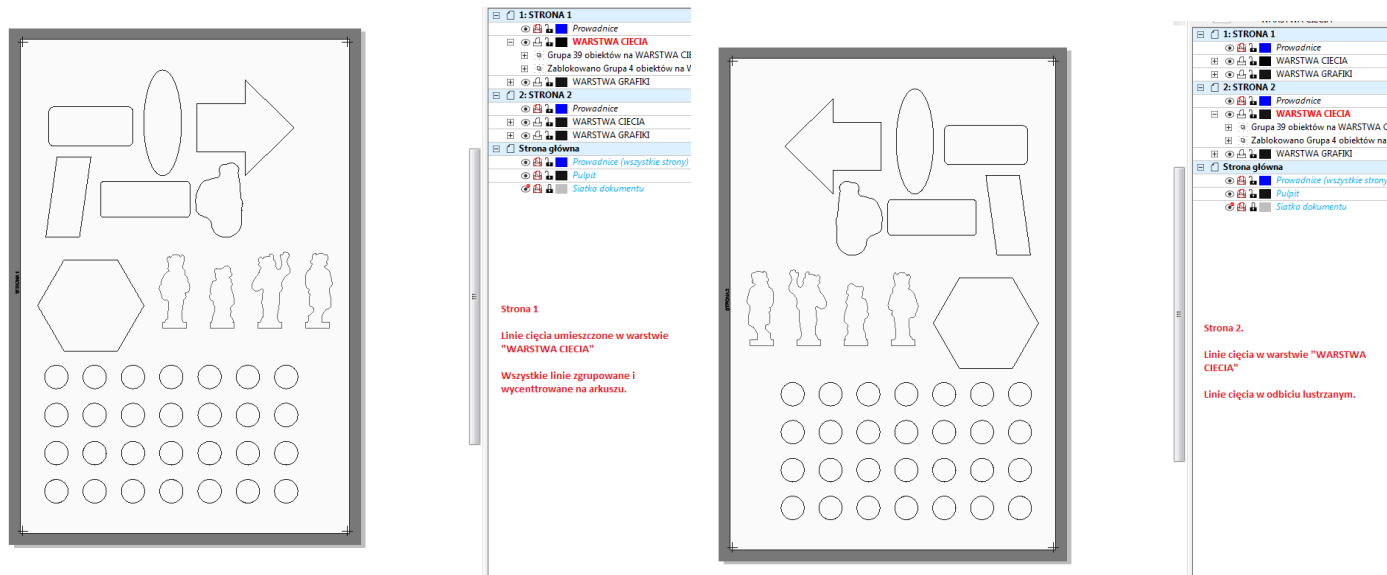 1: STRONA 1
Prowadnice
WARSTWA CIECIA
Grupa 39 obiektów na WARSTWA CIE
Zablokowano Grupa 4 obiektów na W
WARSTWA GRAFIKI
2: STRONA 2
Prowadnice
WARSTWA CIECIA
WARSTWA GRAFIKI
Strona główna
Prowadnice (wszystkie strony)
Pulpit
Siatka dokumentu
Strona 1
Linie cięcia umieszczone w warstwie
"WARSTWA CIECIA"
Wszystkie linie zgrupowane i
wycenttrowane na arkuszu.
1: STRONA 1
Prowadnice
WARSTWA CIECIA
WARSTWA GRAFIKI
2: STRONA 2
Prowadnice
WARSTWA CIECIA
Grupa 39 obiektów na WARSTWA C
Zablokowano Grupa 4 obiektów na
WARSTWA GRAFIKI
Strona główna
Prowadnice (wszystkie strony
Pulpit
Siatka dokumentu
Strona 2.
Linie cięcia w warstwie "WARSTWA
CIECIA"
Linie cięcia w odbiciu lustrzanym.